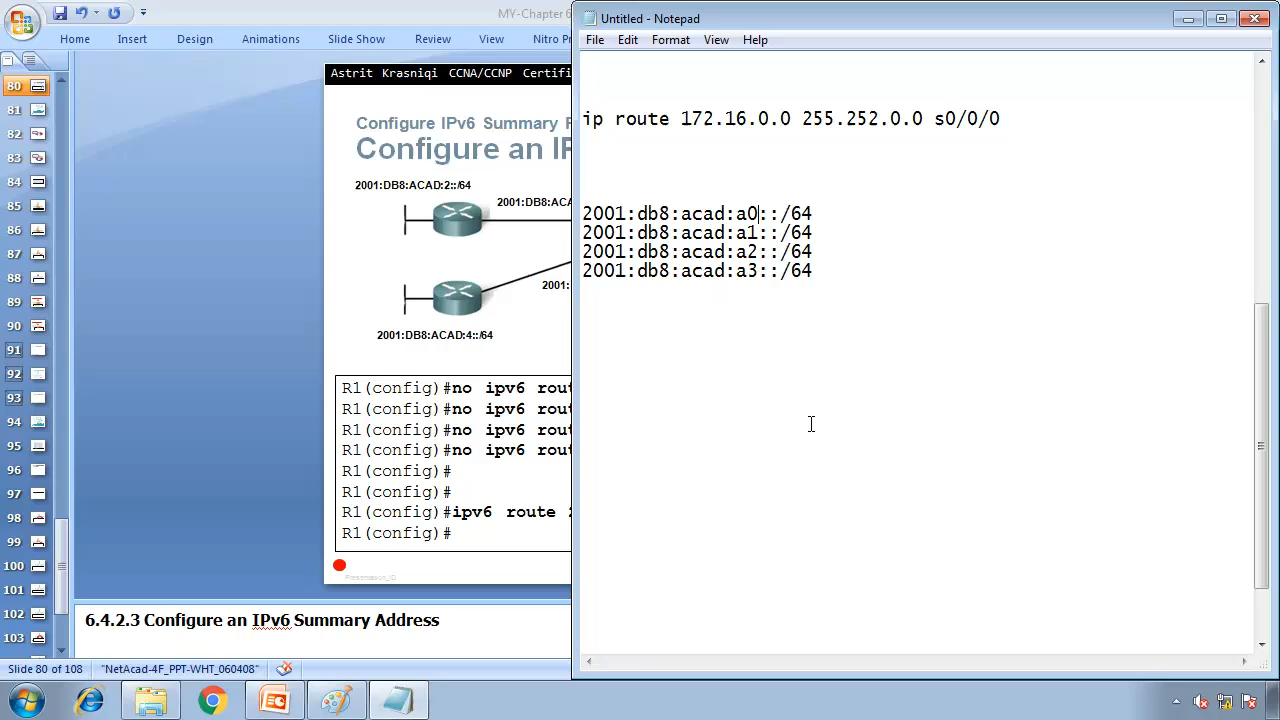 MY-Chapter 6
Home Insert Design Animations Slide Show Review View Nitro Pr
80
81
82
83
84
85
86
87
88
89
90
91
92
93
94
95
96
97
98
99
100
101
102
103
Astrit Krasniqi CCNA/CCNP Certifi
Configure IPv6 Summary
Configure an IP
2001:DB8:ACAD:2::/64
2001:DB8:A
2001:
2001:DB8:ACAD:4::/64
R1(config)#no ipv6 rout
R1(config)#no ipv6 rout
R1(config)#no ipv6 rout
R1(config)#no ipv6 rout
R1(config)#
R1(config)#
R1(config)#ipv6 route
R1(config)#
Presentation_ID
6.4.2.3 Configure an IPv6 Summary Address
Slide 80 of 108 "NetAcad-4F_PPT-WHT_060408"
Untitled - Notepad
File Edit Format View Help
ip route 172.16.0.0 255.252.0.0 s0/0/0
2001:db8:acad:a0::/64
2001:db8:acad:a1::/64
2001:db8:acad:a2::/64
2001:db8:acad:a3::/64